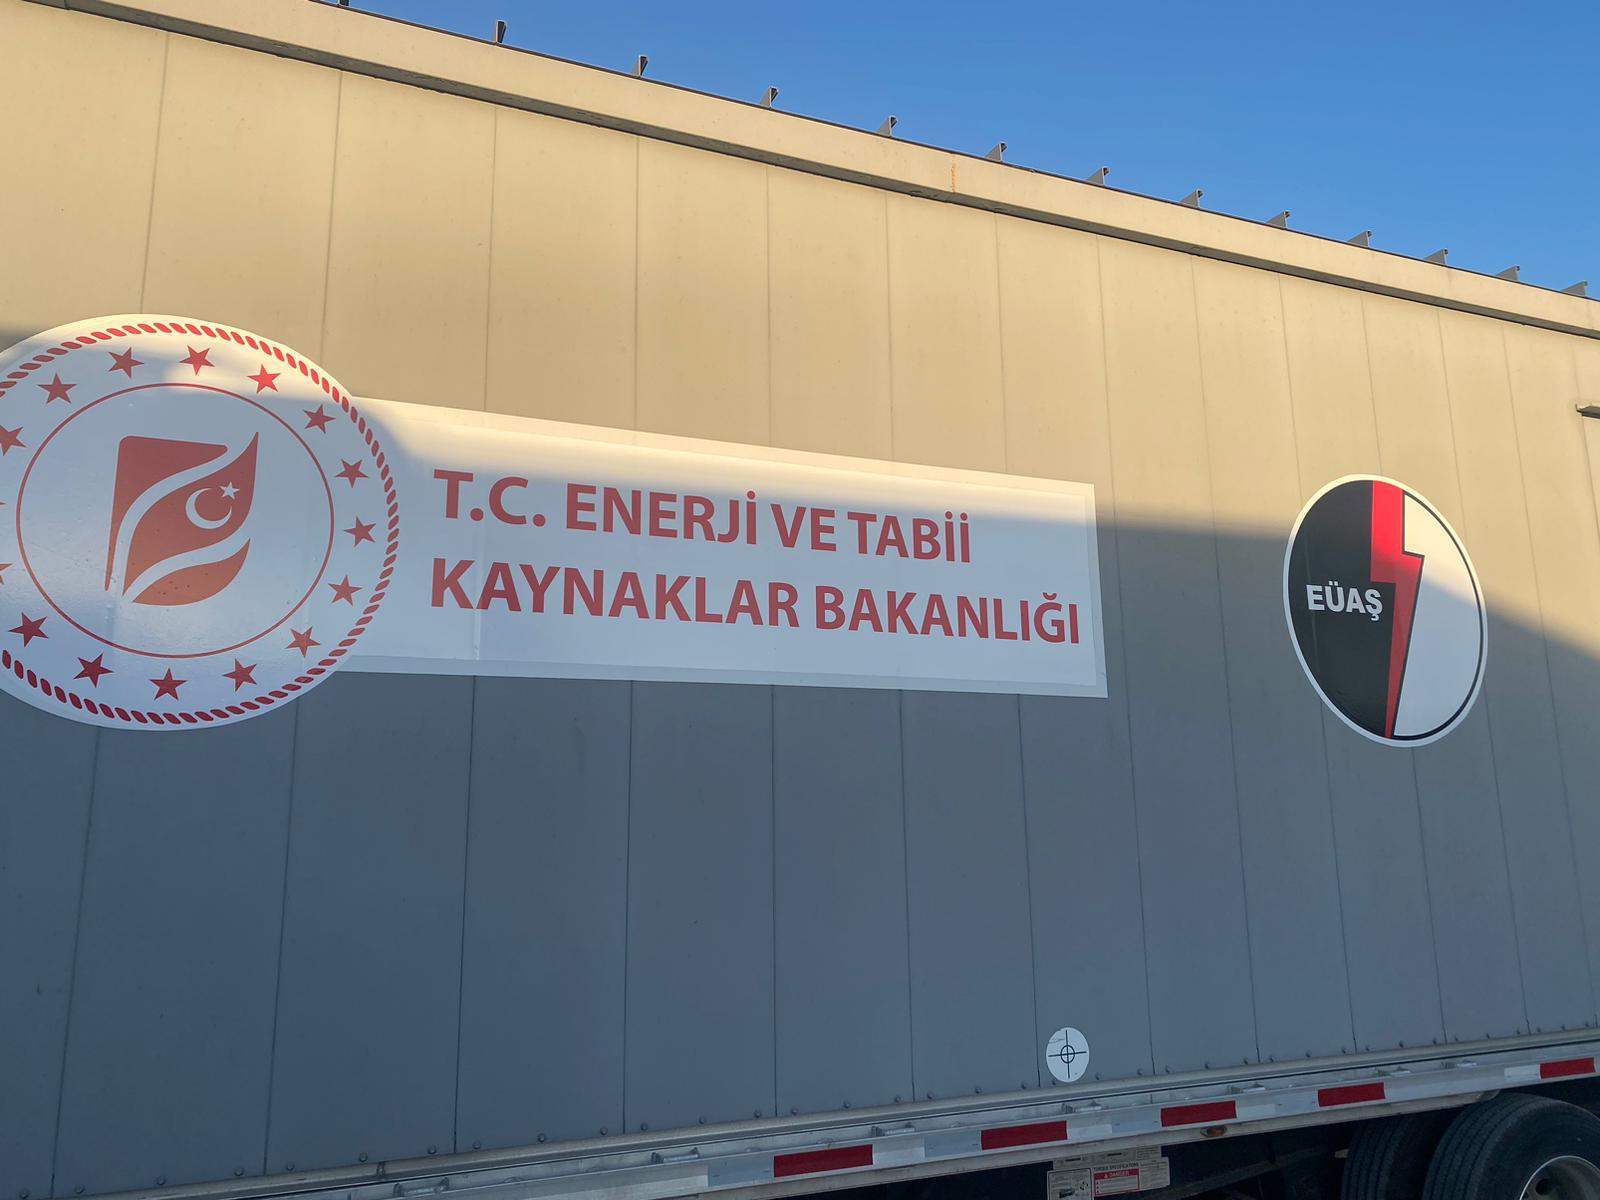 T.C. ENERJİ VE TABİİ
KAYNAKLAR BAKANLIĞI
EÜAŞ